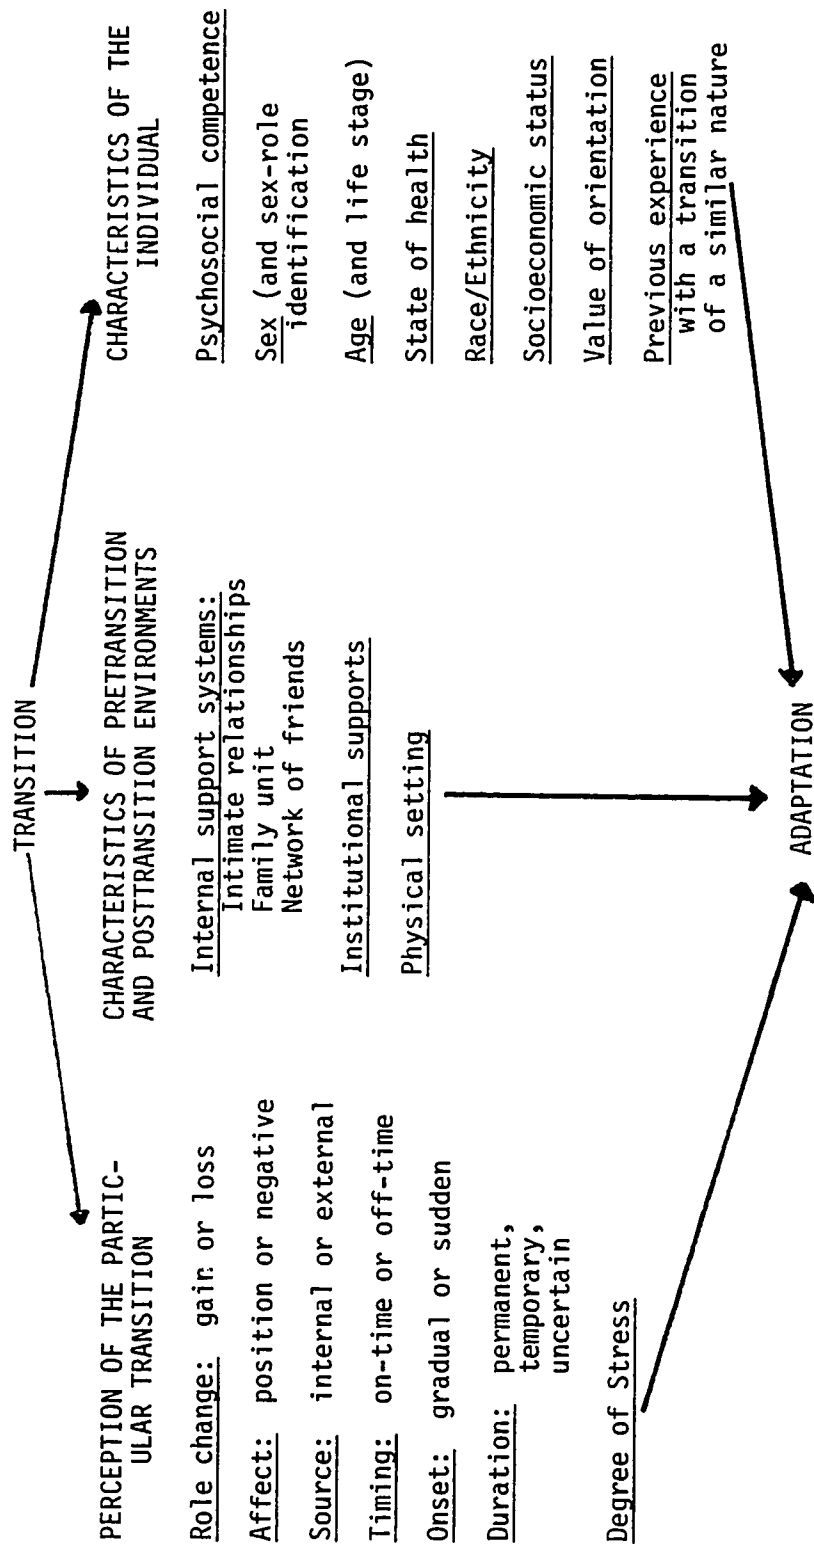 TRANSITION
PERCEPTION OF THE PARTIC-
ULAR TRANSITION
Role change: gain or loss
Affect: position or negative
Source: internal or external
Timing: on-time or off-time
Onset: gradual or sudden
Duration: permanent,
temporary,
uncertain
Degree of Stress
CHARACTERISTICS OF PRETRANSITION
AND POSTTRANSITION ENVIRONMENTS
Internal support systems:
Intimate relationships
Family unit
Network of friends
Institutional supports
Physical setting
CHARACTERISTICS OF THE
INDIVIDUAL
Psychosocial competence
Sex (and sex-role
identification
Age (and life stage)
State of health
Race/Ethnicity
Socioeconomic status
Value of orientation
Previous experience
with a transition
of a similar nature
ADAPTATION